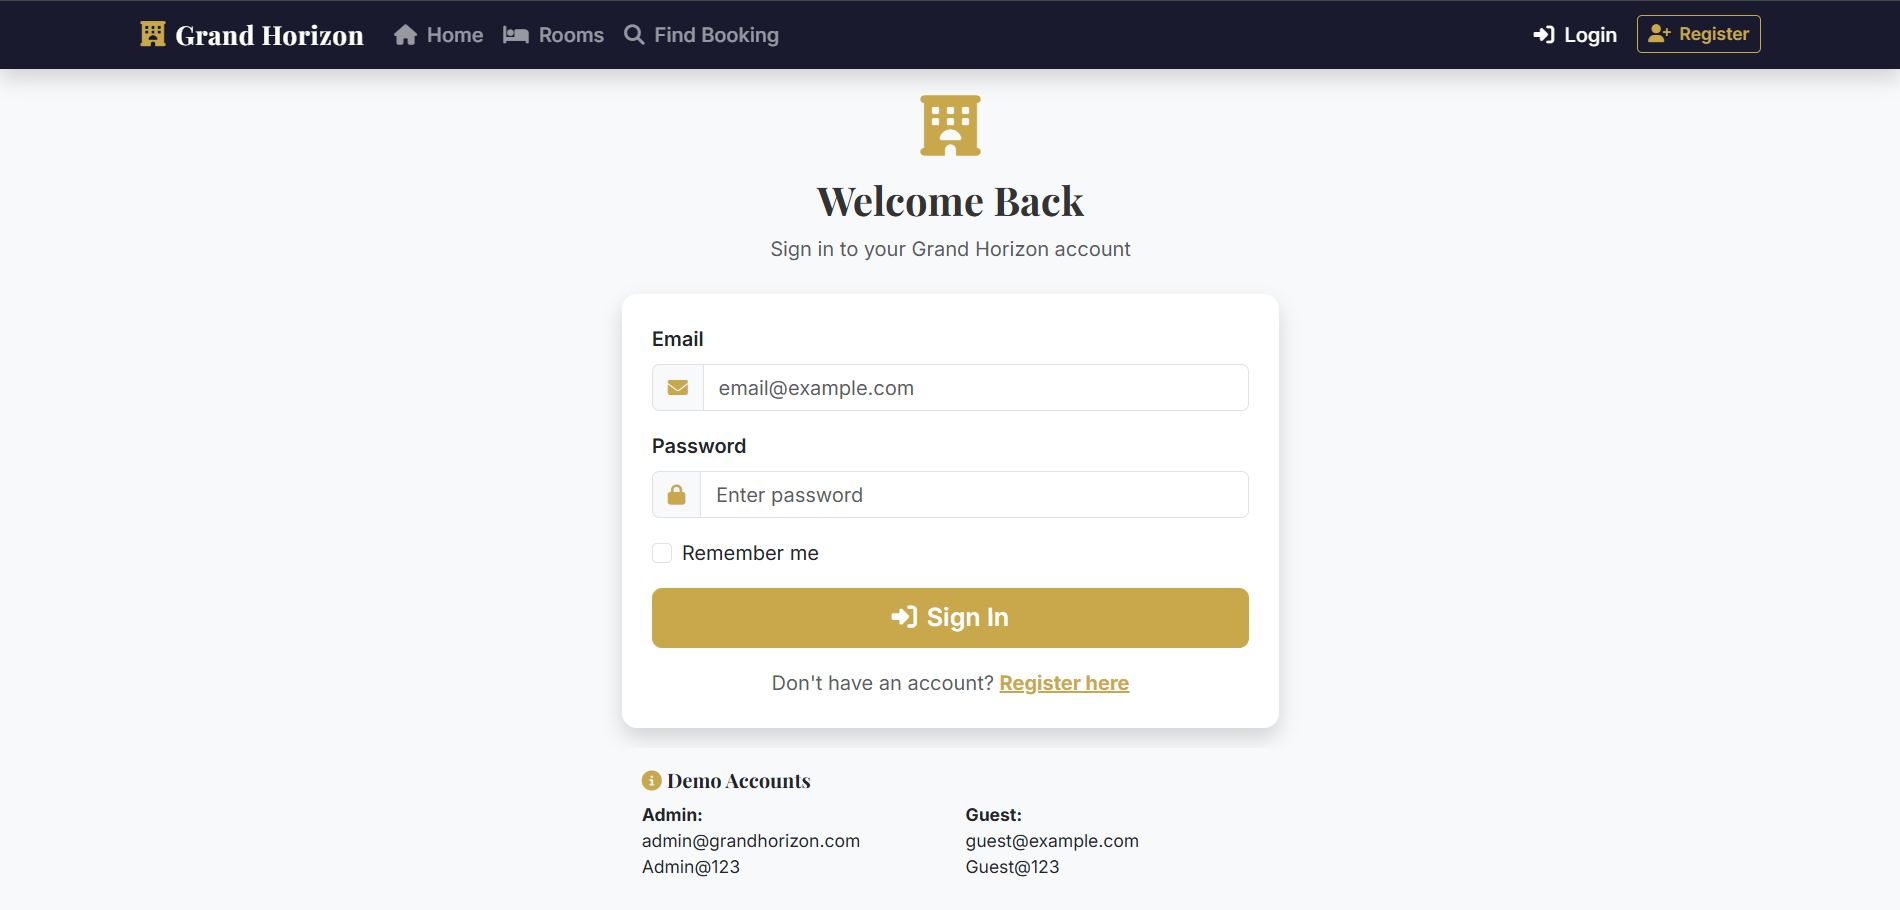 Grand Horizon Home Rooms Find Booking Login Register
Welcome Back
Sign in to your Grand Horizon account
Email
email@example.com
Password
Enter password
Remember me
Sign In
Don't have an account? Register here
Demo Accounts
Admin:
admin@grandhorizon.com
Admin@123
Guest:
guest@example.com
Guest@123